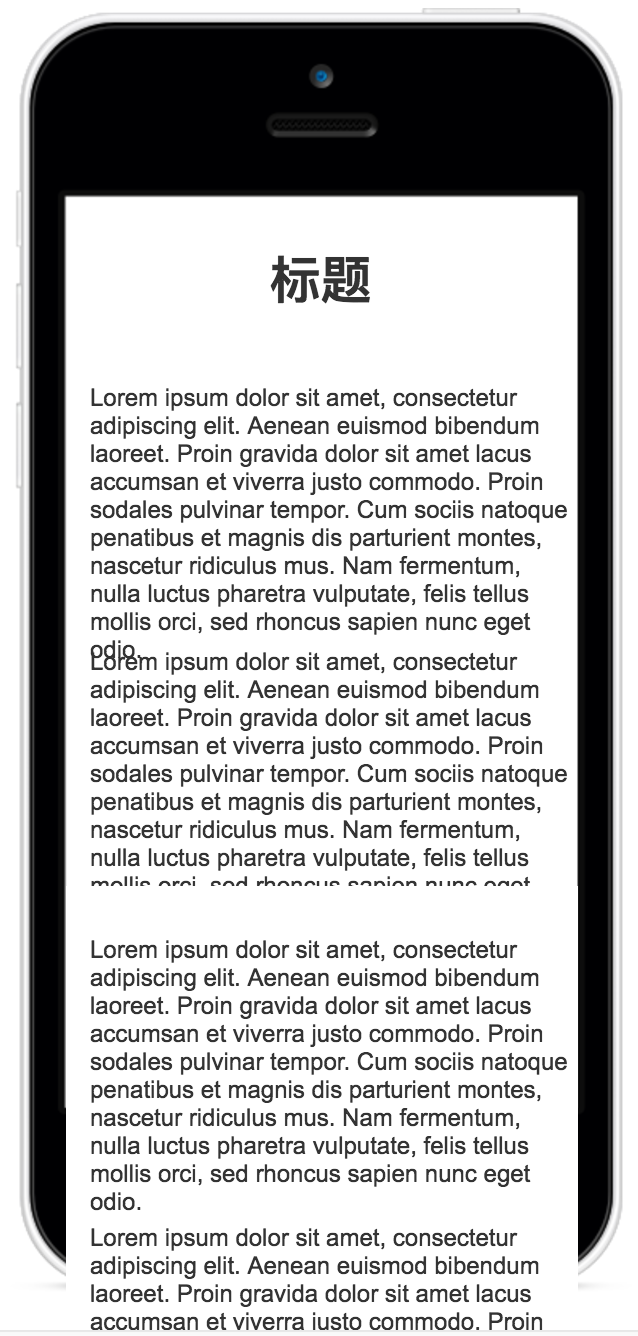 标题
Lorem ipsum dolor sit amet, consectetur
adipiscing elit. Aenean euismod bibendum
laoreet. Proin gravida dolor sit amet lacus
accumsan et viverra justo commodo. Proin
sodales pulvinar tempor. Cum sociis natoque
penatibus et magnis dis parturient montes,
nascetur ridiculus mus. Nam fermentum,
nulla luctus pharetra vulputate, felis tellus
mollis orci, sed rhoncus sapien nunc eget
odio.
Lorem ipsum dolor sit amet, consectetur
adipiscing elit. Aenean euismod bibendum
laoreet. Proin gravida dolor sit amet lacus
accumsan et viverra justo commodo. Proin
sodales pulvinar tempor. Cum sociis natoque
penatibus et magnis dis parturient montes,
nascetur ridiculus mus. Nam fermentum,
nulla luctus pharetra vulputate, felis tellus
mollis orci, sed rhoncus sapien nunc eget
Lorem ipsum dolor sit amet, consectetur
adipiscing elit. Aenean euismod bibendum
laoreet. Proin gravida dolor sit amet lacus
accumsan et viverra justo commodo. Proin
sodales pulvinar tempor. Cum sociis natoque
penatibus et magnis dis parturient montes,
nascetur ridiculus mus. Nam fermentum,
nulla luctus pharetra vulputate, felis tellus
mollis orci, sed rhoncus sapien nunc eget
odio.
Lorem ipsum dolor sit amet, consectetur
adipiscing elit. Aenean euismod bibendum
laoreet. Proin gravida dolor sit amet lacus
accumsan et viverra justo commodo. Proin